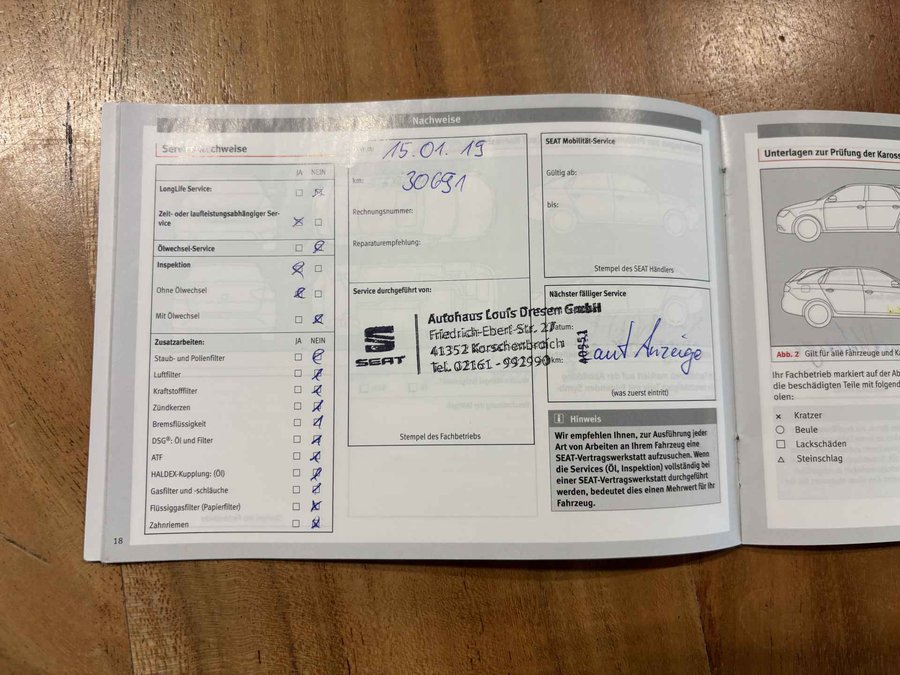 Nachweise
Service-Nachweise
JA NEIN
LongLife Service:
Zeit- oder laufleistungsabhängiger Ser-
vice
Ölwechsel-Service
Inspektion
Ohne Ölwechsel
Mit Ölwechsel
Zusatzarbeiten:
Staub- und Pollenfilter
Luftfilter
Kraftstofffilter
Zündkerzen
Bremsflüssigkeit
DSG®: Öl und Filter
ATF
HALDEX-Kupplung: (Öl)
Gasfilter und -schläuche
Flüssiggasfilter (Papierfilter)
Zahnriemen
18
15.01.19
km: 30691
Rechnungsnummer:
Reparaturempfehlung:
Service durchgeführt von:
SEAT
Autohaus Louis Dresen GmbH
Friedrich-Ebert-Str. 27
41352 Korschenbroich
Tel. 02161 - 992990
Stempel des Fachbetriebs
SEAT Mobilität-Service
Gültig ab:
bis:
Stempel des SEAT Händlers
Nächster fälliger Service
Datum:
km:
Laut Anzeige
(was zuerst eintritt)
i Hinweis
Wir empfehlen Ihnen, zur Ausführung jeder
Art von Arbeiten an Ihrem Fahrzeug eine
SEAT-Vertragswerkstatt aufzusuchen. Wenn
die Services (Öl, Inspektion) vollständig bei
einer SEAT-Vertragswerkstatt durchgeführt
werden, bedeutet dies einen Mehrwert für Ihr
Fahrzeug.
Unterlagen zur Prüfung der Kaross
Abb. 2 Gilt für alle Fahrzeuge und Ka
Ihr Fachbetrieb markiert auf der Ab
die beschädigten Teile mit folgend
olen:
Kratzer
Beule
Lackschäden
Steinschlag